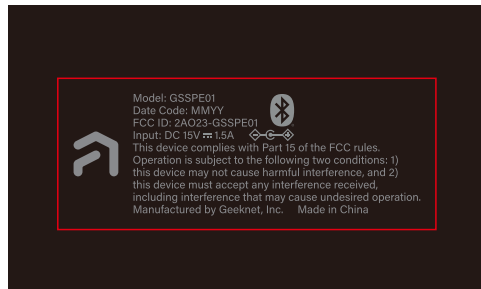 Model: GSSPE01
Date Code: MMYY
FCC ID: 2AO23-GSSPE01
Input: DC 15V ⎓ 1.5A
This device complies with Part 15 of the FCC rules.
Operation is subject to the following two conditions: 1)
this device may not cause harmful interference, and 2)
this device must accept any interference received,
including interference that may cause undesired operation.
Manufactured by Geeknet, Inc. Made in China